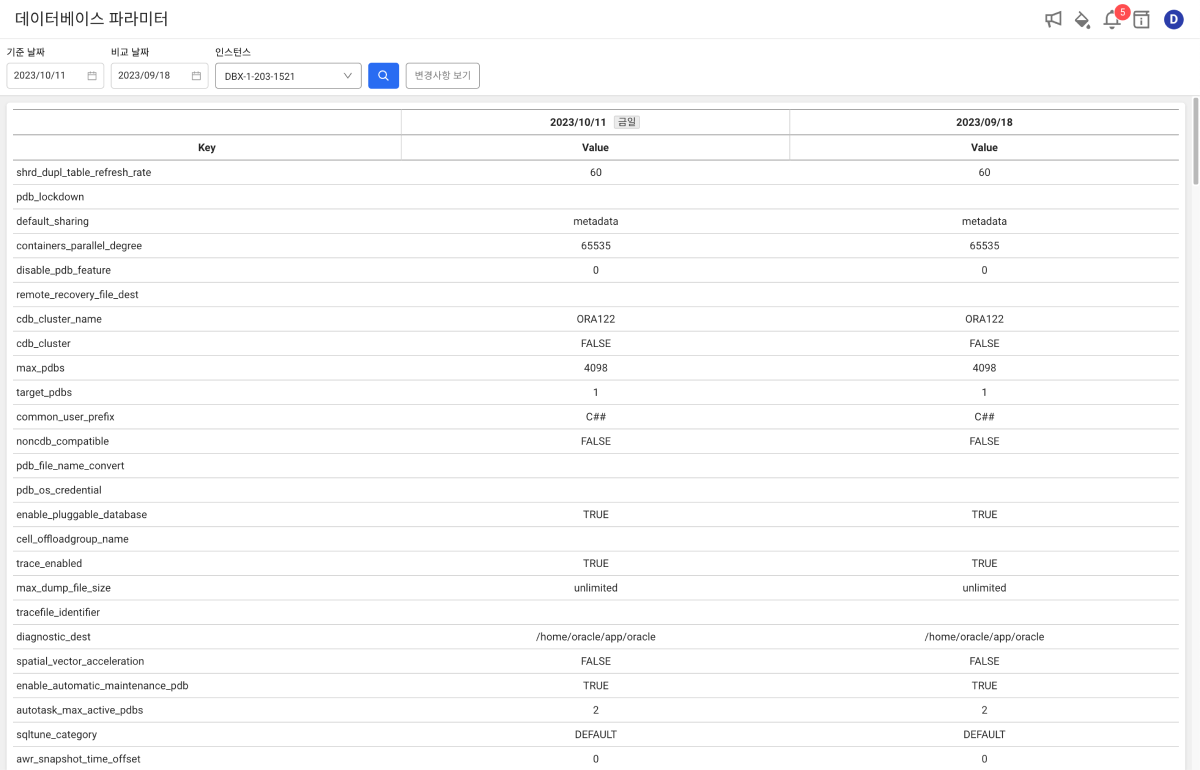 데이터베이스 파라미터
5
D
기준 날짜 비교 날짜 인스턴스
2023/10/11 2023/09/18 DBX-1-203-1521 변경사항 보기
2023/10/11 금일 2023/09/18
Key Value Value
shrd_dupl_table_refresh_rate 60 60
pdb_lockdown
default_sharing metadata metadata
containers_parallel_degree 65535 65535
disable_pdb_feature 0 0
remote_recovery_file_dest
cdb_cluster_name ORA122 ORA122
cdb_cluster FALSE FALSE
max_pdbs 4098 4098
target_pdbs 1 1
common_user_prefix C## C##
noncdb_compatible FALSE FALSE
pdb_file_name_convert
pdb_os_credential
enable_pluggable_database TRUE TRUE
cell_offloadgroup_name
trace_enabled TRUE TRUE
max_dump_file_size unlimited unlimited
tracefile_identifier
diagnostic_dest /home/oracle/app/oracle /home/oracle/app/oracle
spatial_vector_acceleration FALSE FALSE
enable_automatic_maintenance_pdb TRUE TRUE
autotask_max_active_pdbs 2 2
sqltune_category DEFAULT DEFAULT
awr_snapshot_time_offset 0 0